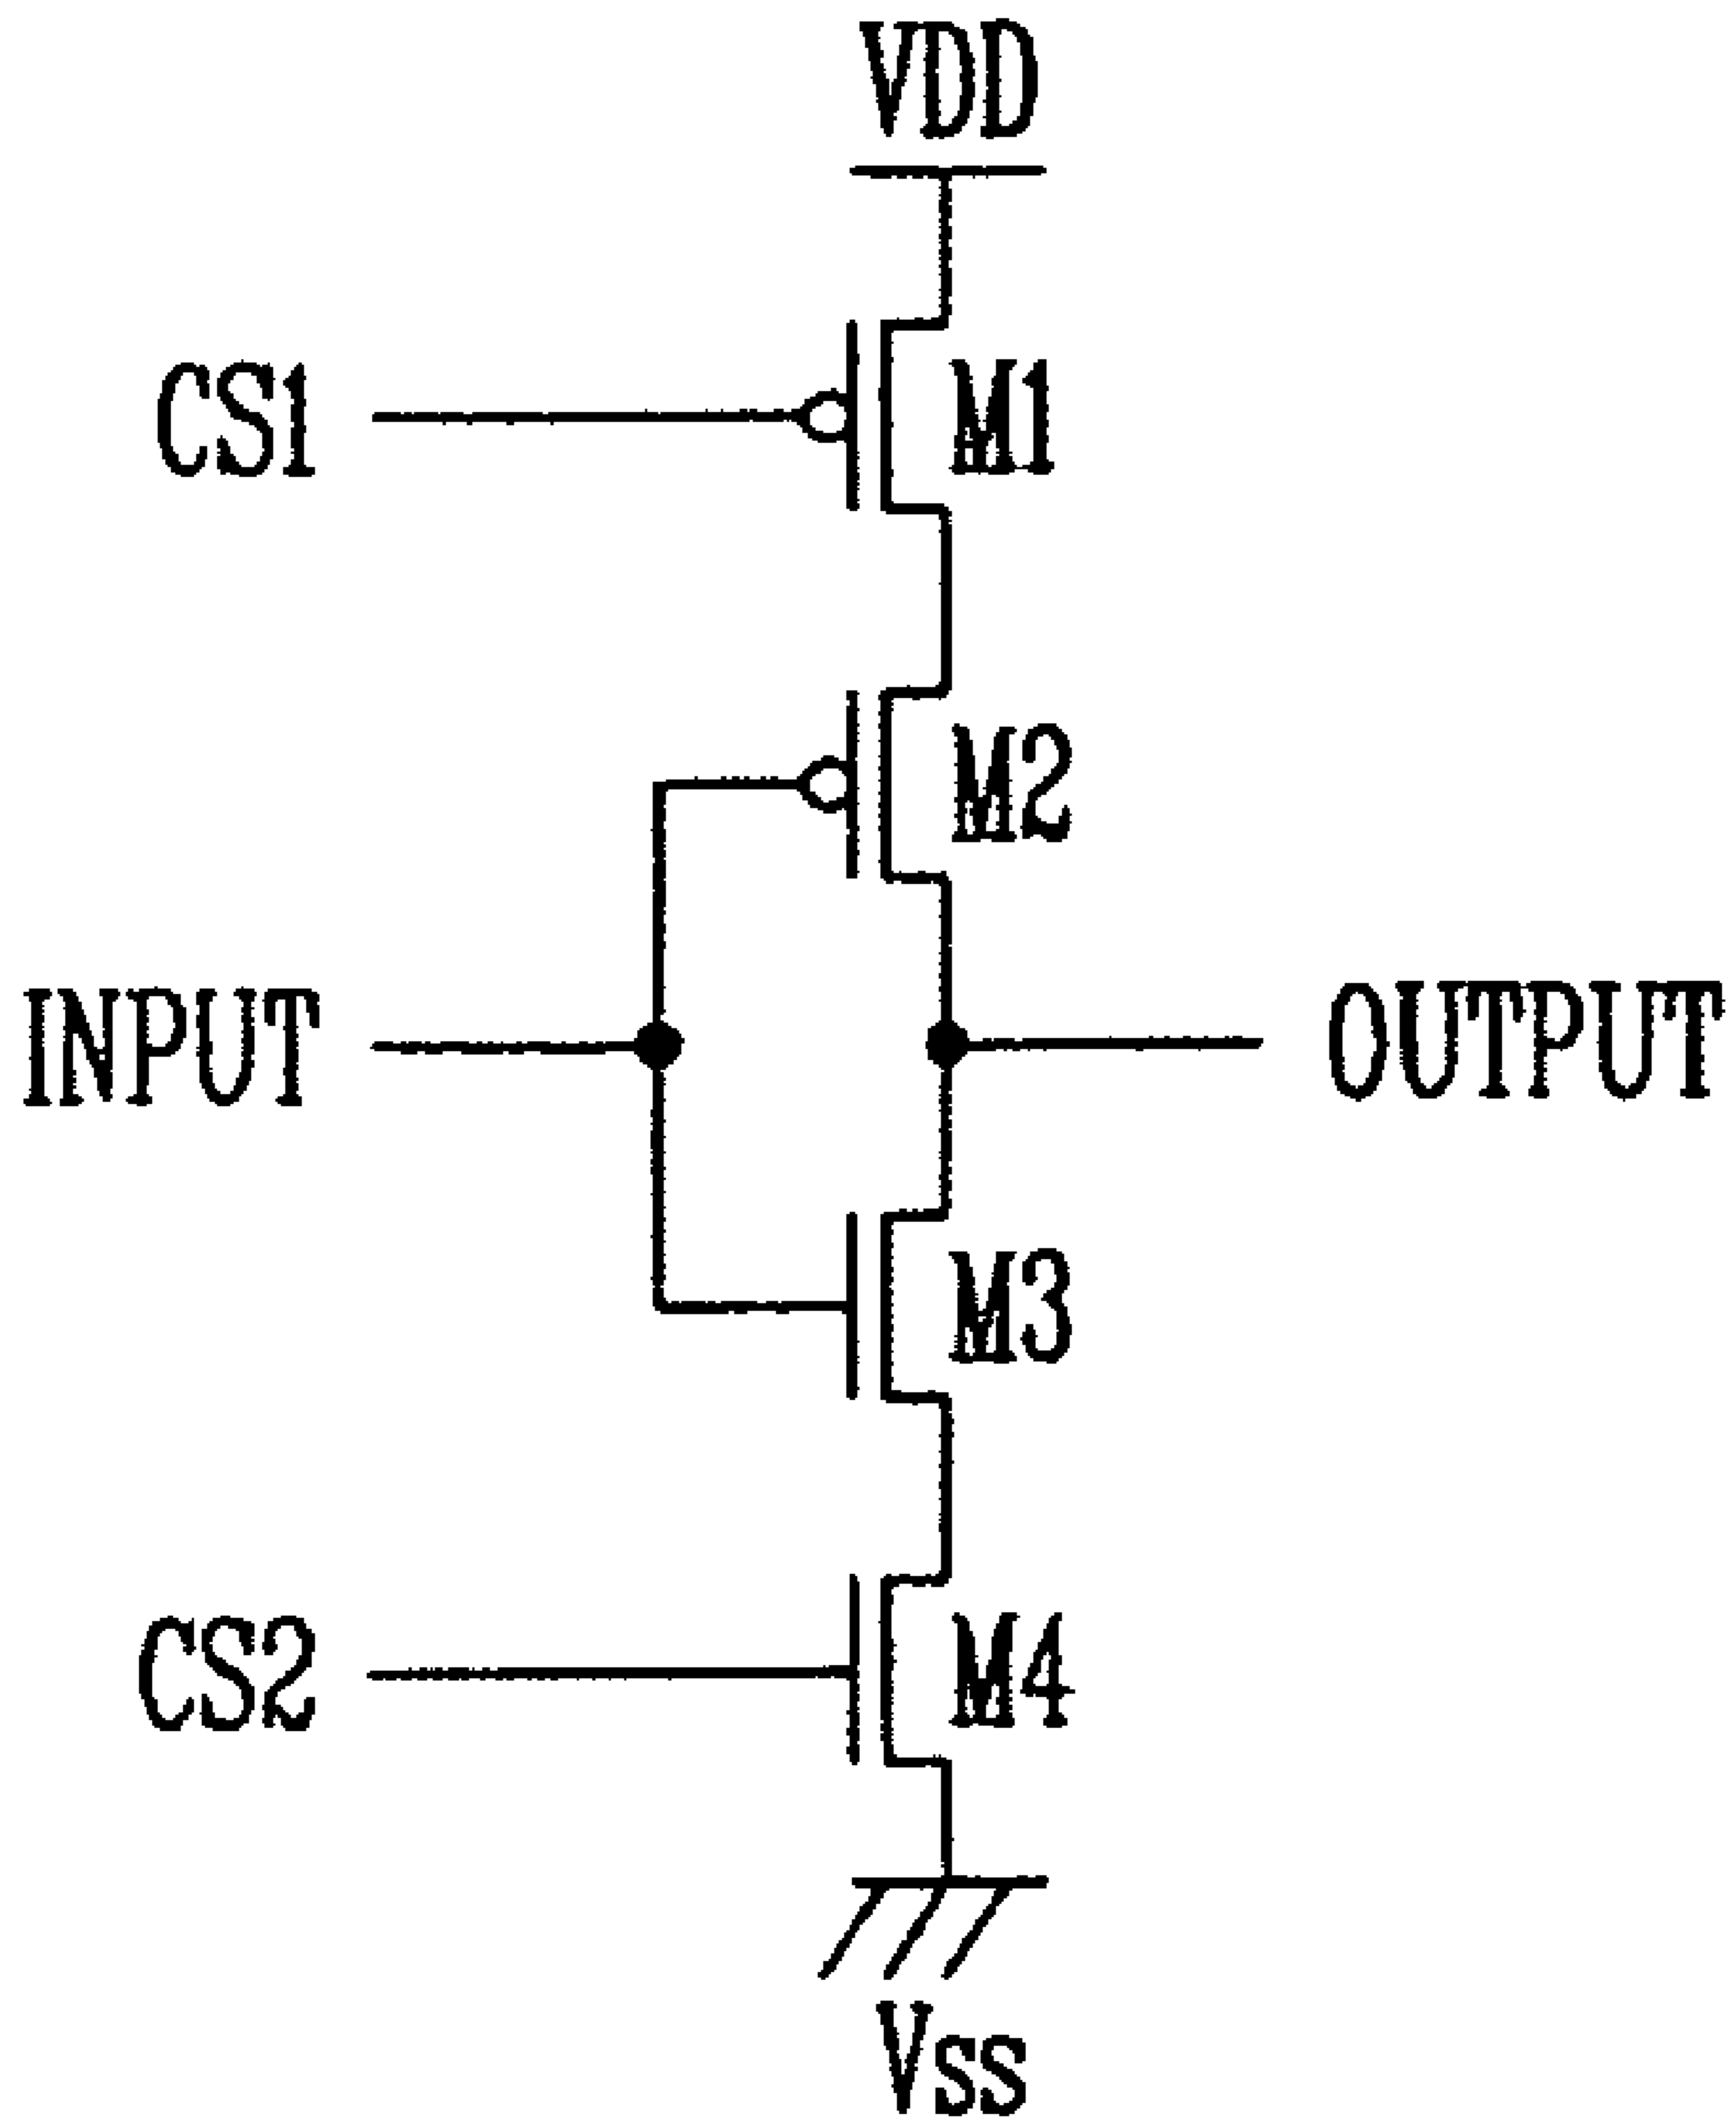 VDD
CS1
M1
M2
INPUT
OUTPUT
M3
CS2
M4
Vss